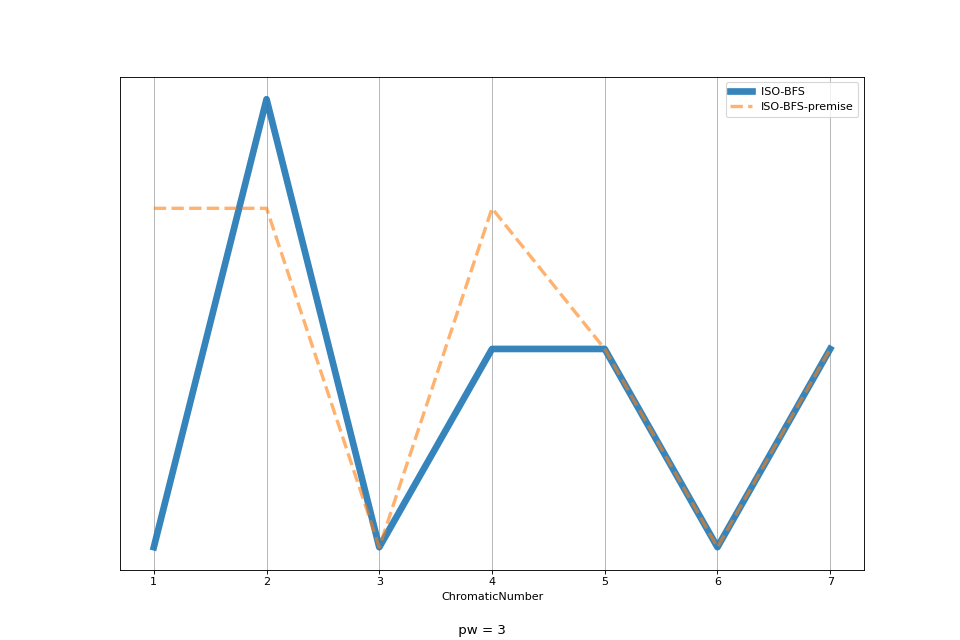 ISO-BFS
ISO-BFS-premise
1 2 3 4 5 6 7
ChromaticNumber
pw = 3